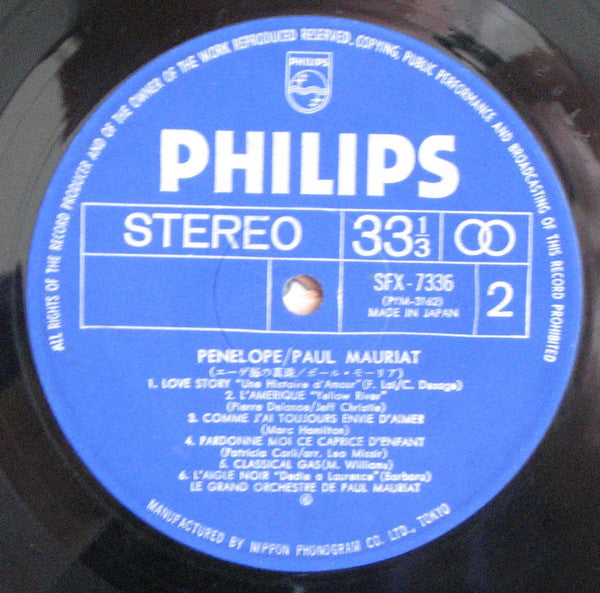 ALL RIGHTS OF THE RECORD PRODUCER AND OF THE OWNER OF THE WORK REPRODUCED RESERVED. COPYING, PUBLIC PERFORMANCE AND BROADCASTING OF THIS RECORD PROHIBITED
PHILIPS
PHILIPS
STEREO 33 1/3
SFX-7336
(PYM-3162)
MADE IN JAPAN
2
PENELOPE/PAUL MAURIAT
(エーゲ海の真珠/ポール・モーリア)
1. LOVE STORY "Une Histoire d'Amour"(F. Lai/C. Desage)
2. L'AMERIQUE "Yellow River"
(Pierre Delanoe/Jeff Christie)
3. COMME J'AI TOUJOURS ENVIE D'AIMER
(Marc Hamilton)
4. PARDONNE MOI CE CAPRICE D'ENFANT
(Patricia Carli/arr. Leo Missir)
5. CLASSICAL GAS(M. Williams)
6. L'AIGLE NOIR "Dedie a Laurence"(Barbara)
LE GRAND ORCHESTRE DE PAUL MAURIAT
MANUFACTURED BY NIPPON PHONOGRAM CO. LTD., TOKYO